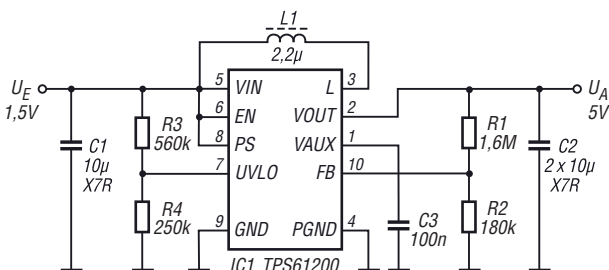 L1
2,2µ
U_E
1,5V
5 VIN
L 3
U_A
5V
6 EN
VOUT 2
8 PS
VAUX 1
7 UVLO
FB 10
9 GND
PGND 4
C1
10µ
X7R
R3
560k
R4
250k
R1
1,6M
R2
180k
C2
2 x 10µ
X7R
C3
100n
IC1 TPS61200